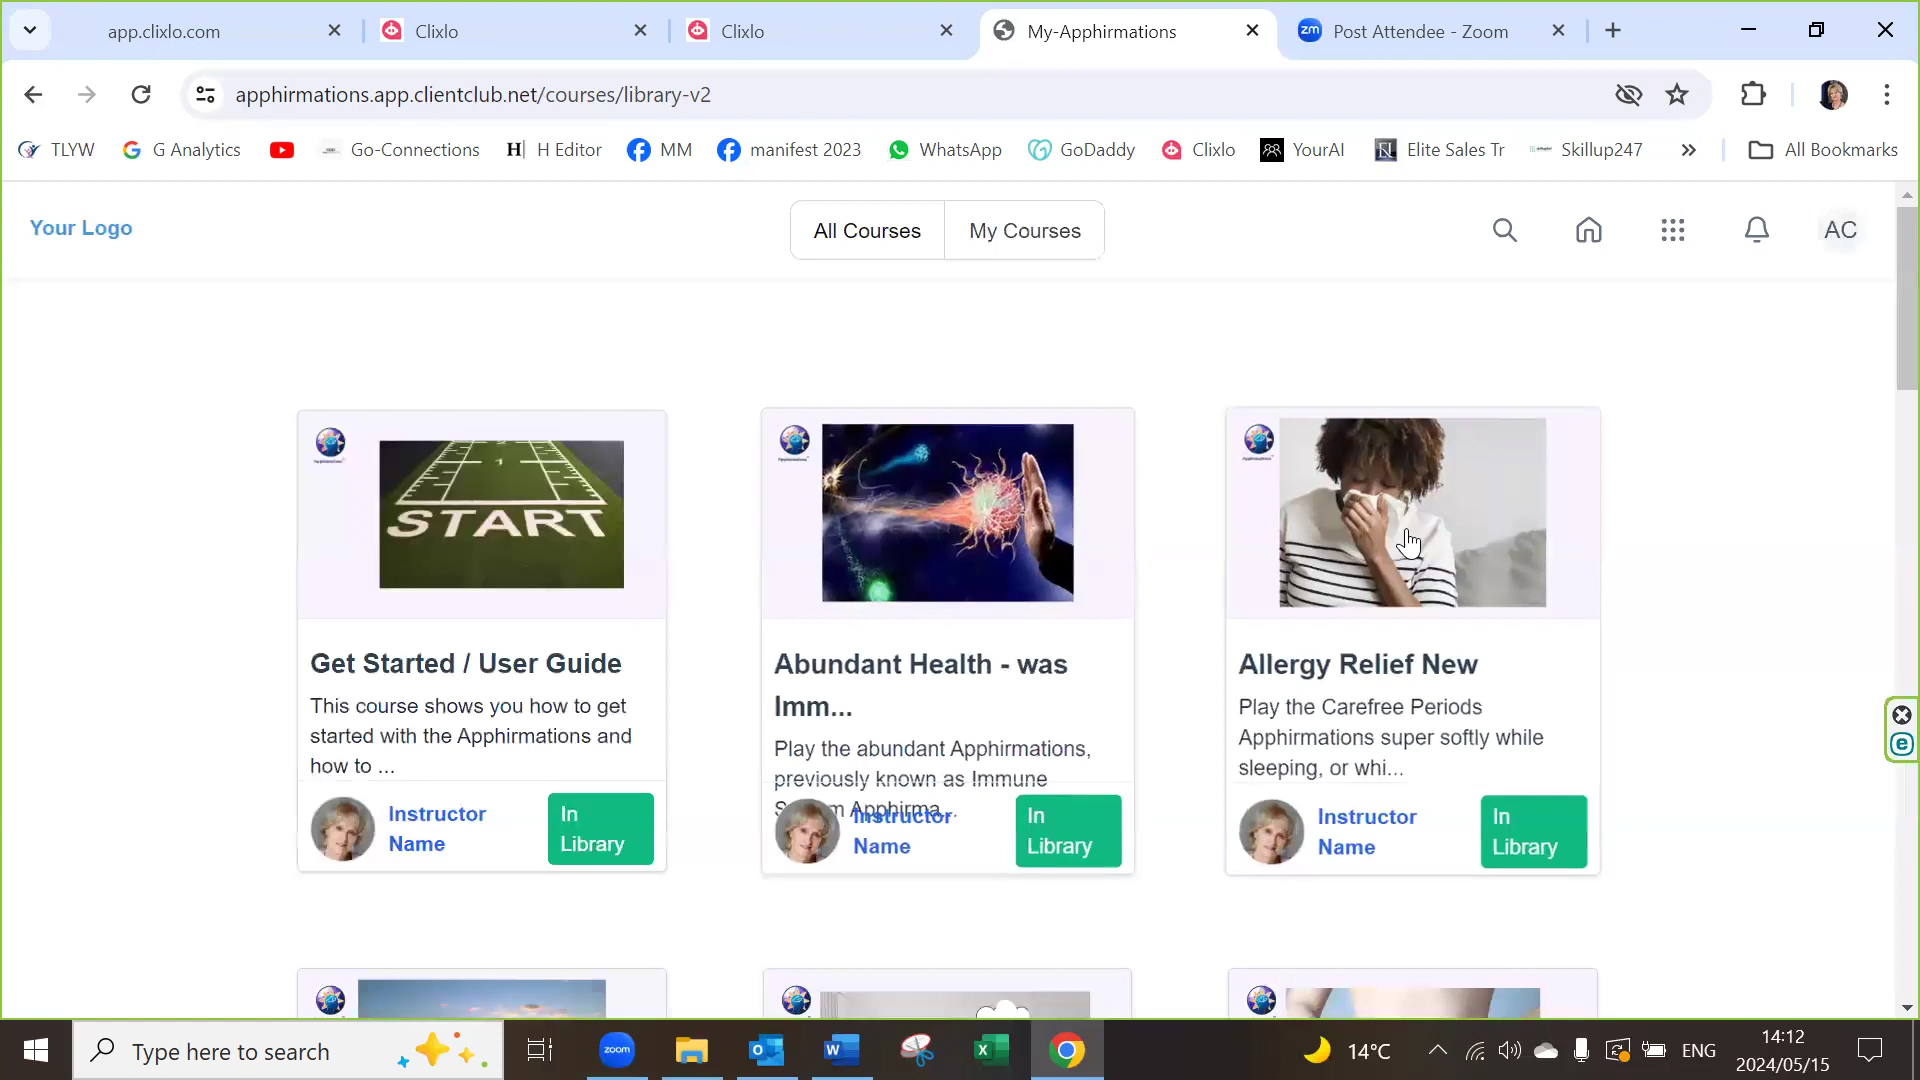 app.clixlo.com
Clixlo
Clixlo
My-Apphirmations
zm
Post Attendee - Zoom
apphirmations.app.clientclub.net/courses/library-v2
TLYW
G Analytics
Go-Connections
H Editor
MM
manifest 2023
WhatsApp
GoDaddy
Clixlo
YourAI
Elite Sales Tr
Skillup247
All Bookmarks
Your Logo
All Courses
My Courses
AC
START
Get Started / User Guide
This course shows you how to get
started with the Apphirmations and
how to ...
Instructor
Name
In
Library
Abundant Health - was
Imm...
Play the abundant Apphirmations,
previously known as Immune
Apphirma...
Instructor
Name
In
Library
Allergy Relief New
Play the Carefree Periods
Apphirmations super softly while
sleeping, or whi...
Instructor
Name
In
Library
Type here to search
zoom
14°C
ENG
14:12
2024/05/15